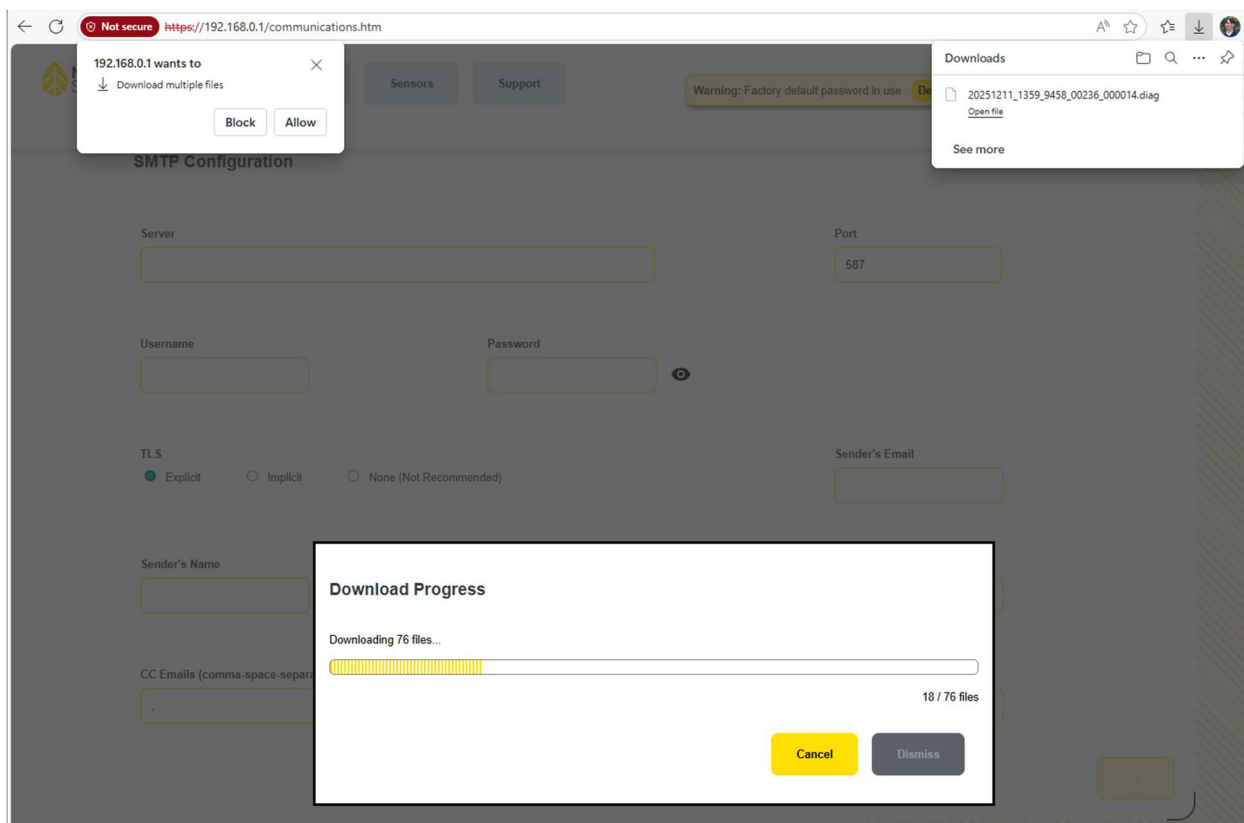 Not secure https://192.168.0.1/communications.htm
192.168.0.1 wants to
Download multiple files
Block Allow
Downloads
20251211_1359_9458_00236_000014.diag
Open file
See more
Sensors Support
Warning: Factory default password in use
SMTP Configuration
Server Port
587
Username Password
TLS
Explicit Implicit None (Not Recommended)
Sender's Email
Sender's Name
Download Progress
Downloading 76 files...
18 / 76 files
Cancel Dismiss
CC Emails (comma-space-separa